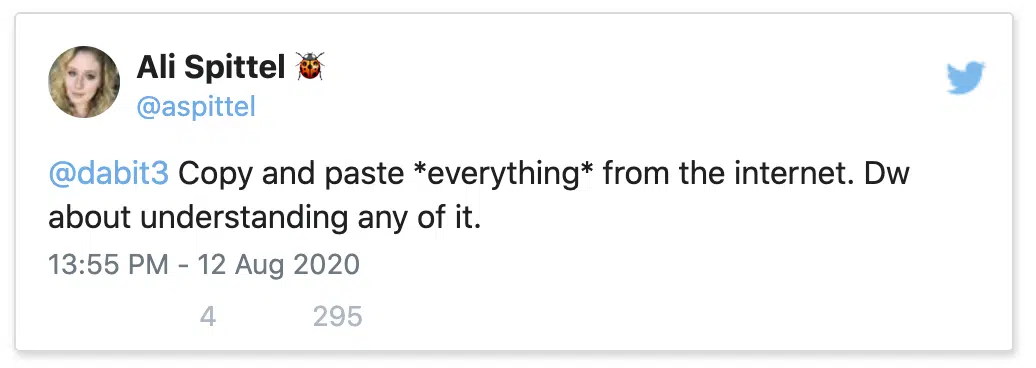 Ali Spittel 🐞
@aspittel
@dabit3 Copy and paste *everything* from the internet. Dw
about understanding any of it.
13:55 PM - 12 Aug 2020
4 295